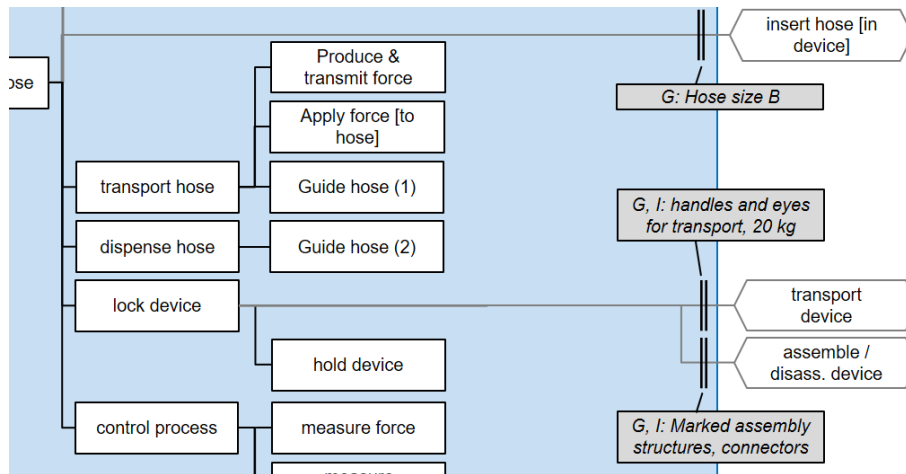 insert hose [in
device]
Produce &
transmit force
ose
G: Hose size B
Apply force [to
hose]
transport hose
Guide hose (1)
G, I: handles and eyes
for transport, 20 kg
dispense hose
Guide hose (2)
lock device
transport
device
hold device
assemble /
disass. device
control process
measure force
G, I: Marked assembly
structures, connectors
measure